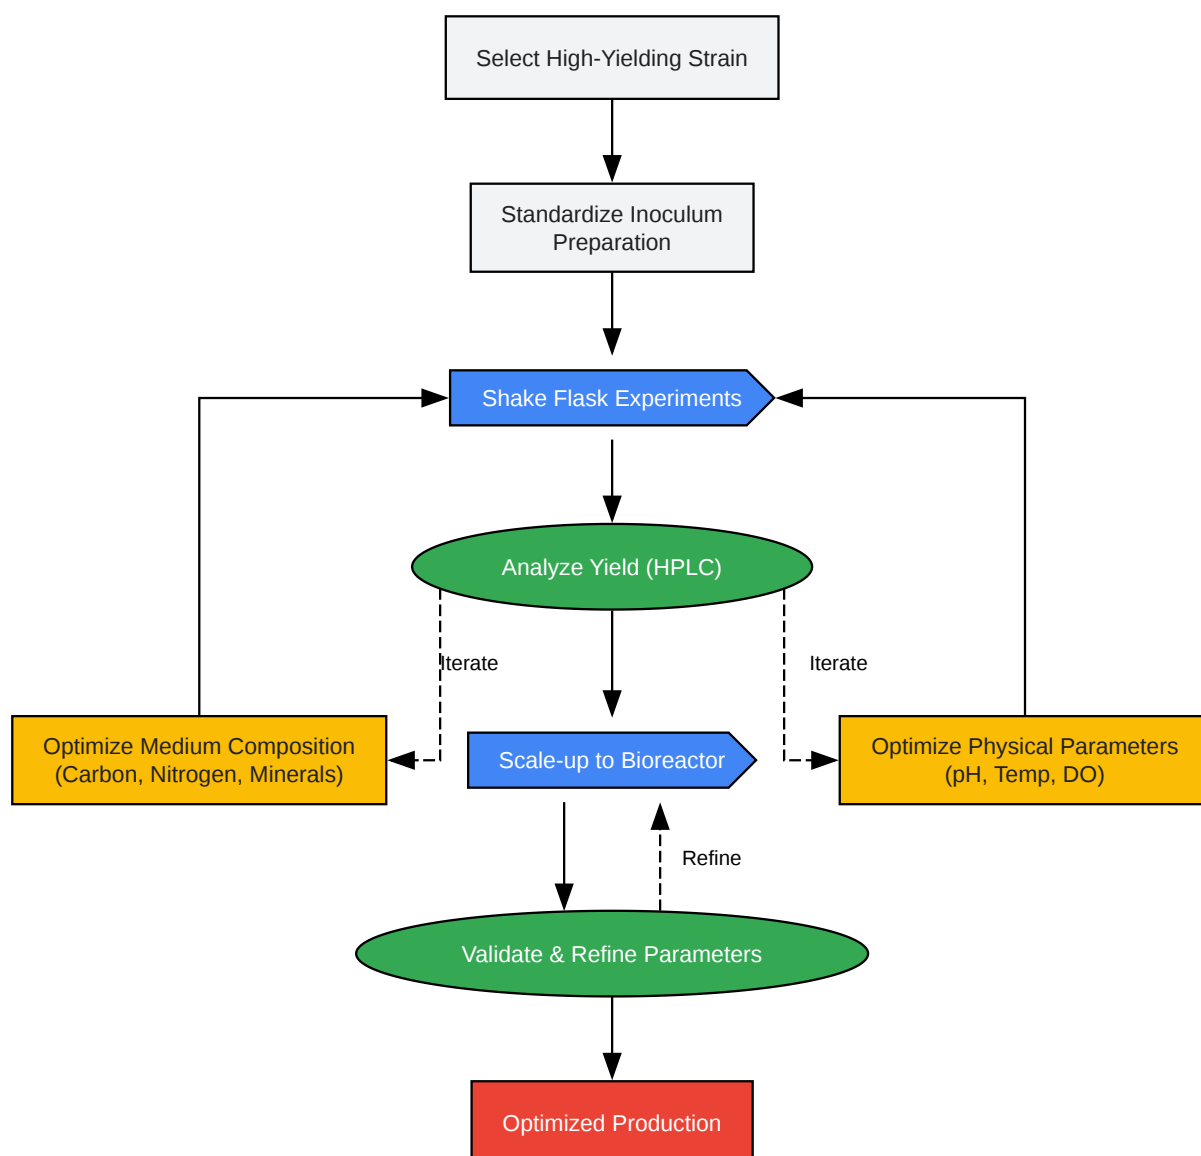 Select High-Yielding Strain
Standardize Inoculum
Preparation
Shake Flask Experiments
Analyze Yield (HPLC)
Iterate
Iterate
Optimize Medium Composition
(Carbon, Nitrogen, Minerals)
Scale-up to Bioreactor
Optimize Physical Parameters
(pH, Temp, DO)
Refine
Validate & Refine Parameters
Optimized Production